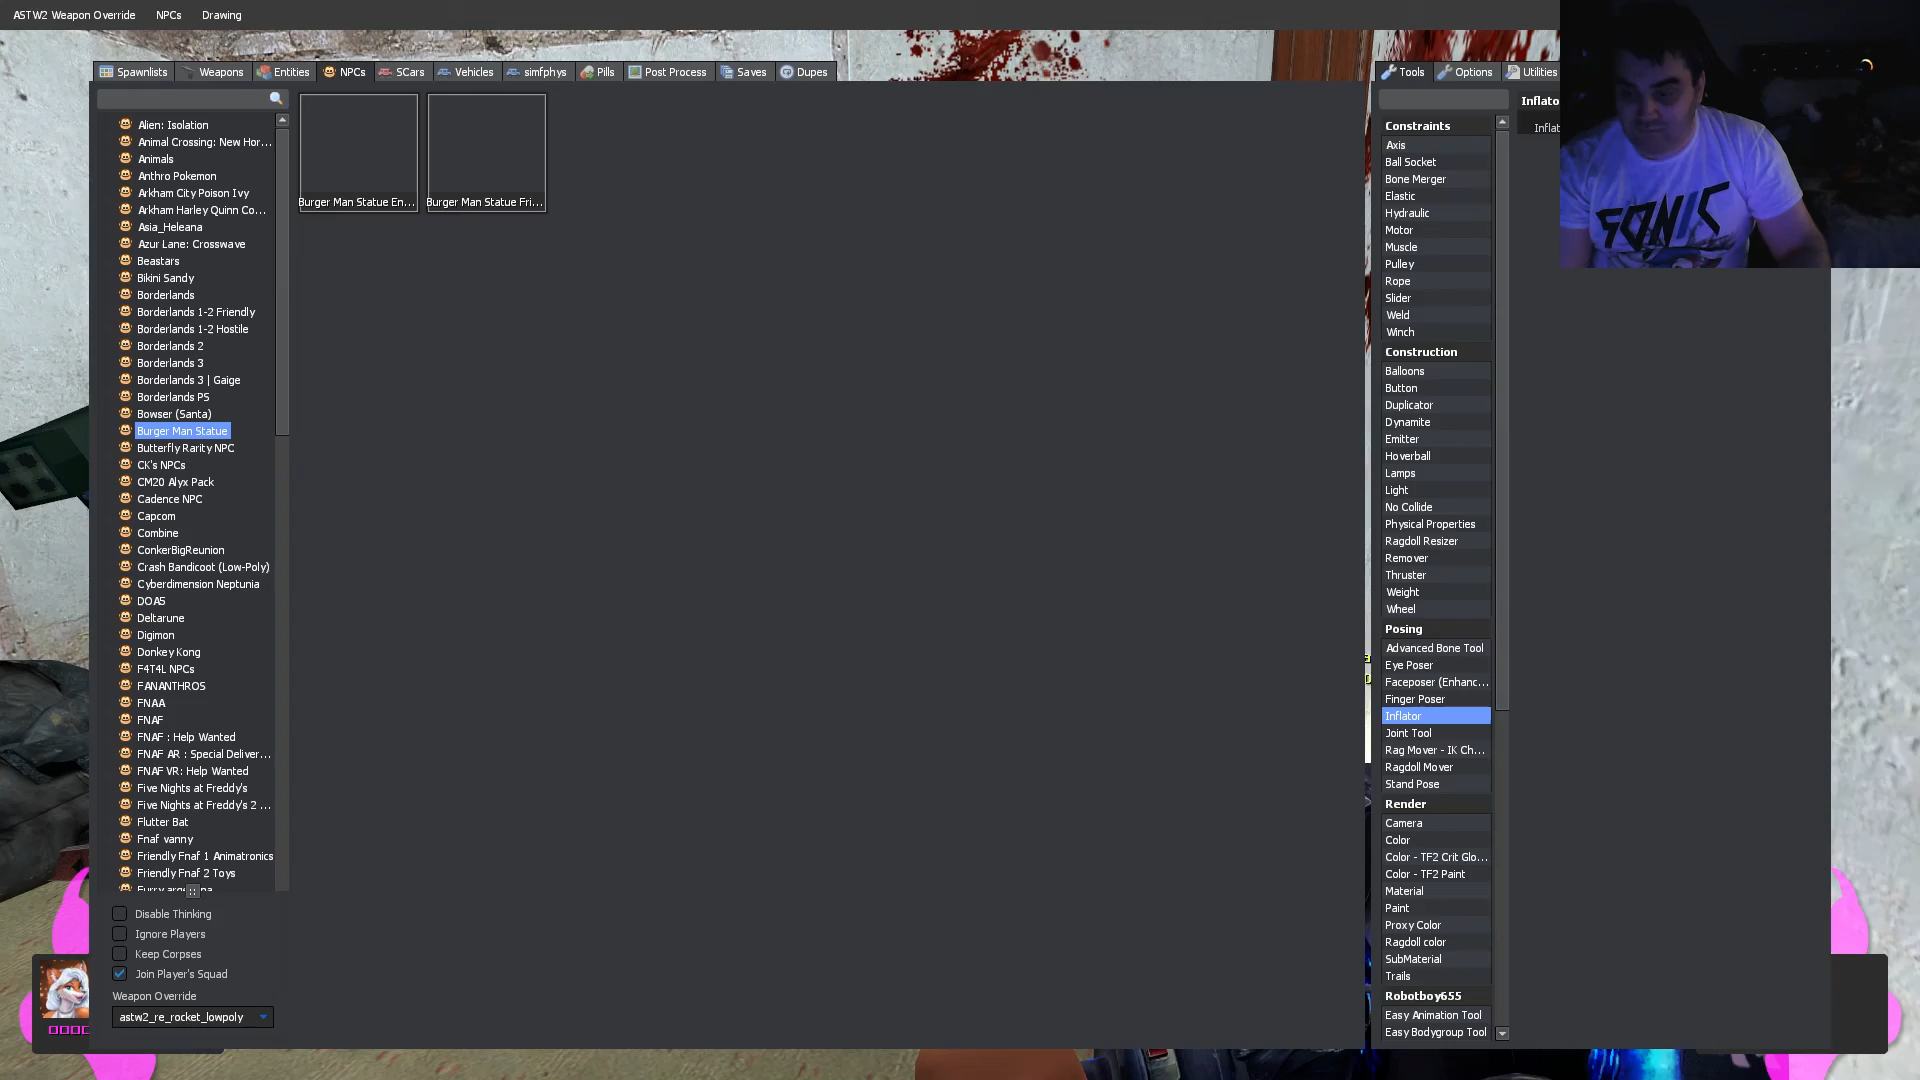 ASTW2 Weapon Override NPCs Drawing
Spawnlists Weapons Entities NPCs SCars Vehicles simfphys Pills Post Process Saves Dupes
Alien: Isolation
Animal Crossing: New Hor...
Animals
Anthro Pokemon
Arkham City Poison Ivy
Arkham Harley Quinn Co...
Asia_Heleana
Azur Lane: Crosswave
Beastars
Bikini Sandy
Borderlands
Borderlands 1-2 Friendly
Borderlands 1-2 Hostile
Borderlands 2
Borderlands 3
Borderlands 3 | Gaige
Borderlands PS
Bowser (Santa)
Burger Man Statue
Butterfly Rarity NPC
CK's NPCs
CM20 Alyx Pack
Cadence NPC
Capcom
Combine
ConkerBigReunion
Crash Bandicoot (Low-Poly)
Cyberdimension Neptunia
DOA5
Deltarune
Digimon
Donkey Kong
F4T4L NPCs
FANANTHROS
FNAA
FNAF
FNAF : Help Wanted
FNAF AR : Special Deliver...
FNAF VR: Help Wanted
Five Nights at Freddy's
Five Nights at Freddy's 2 ...
Flutter Bat
Fnaf vanny
Friendly Fnaf 1 Animatronics
Friendly Fnaf 2 Toys
Disable Thinking
Ignore Players
Keep Corpses
Join Player's Squad
Weapon Override
astw2_re_rocket_lowpoly
Burger Man Statue En...
Burger Man Statue Fri...
Tools Options Utilities
Constraints
Axis
Ball Socket
Bone Merger
Elastic
Hydraulic
Motor
Muscle
Pulley
Rope
Slider
Weld
Winch
Construction
Balloons
Button
Duplicator
Dynamite
Emitter
Hoverball
Lamps
Light
No Collide
Physical Properties
Ragdoll Resizer
Remover
Thruster
Weight
Wheel
Posing
Advanced Bone Tool
Eye Poser
Faceposer (Enhanc...
Finger Poser
Inflator
Joint Tool
Rag Mover - IK Ch...
Ragdoll Mover
Stand Pose
Render
Camera
Color
Color - TF2 Crit Glo...
Color - TF2 Paint
Material
Paint
Proxy Color
Ragdoll color
SubMaterial
Trails
Robotboy655
Easy Animation Tool
Easy Bodygroup Tool
Inflato
Inflat
SONIC